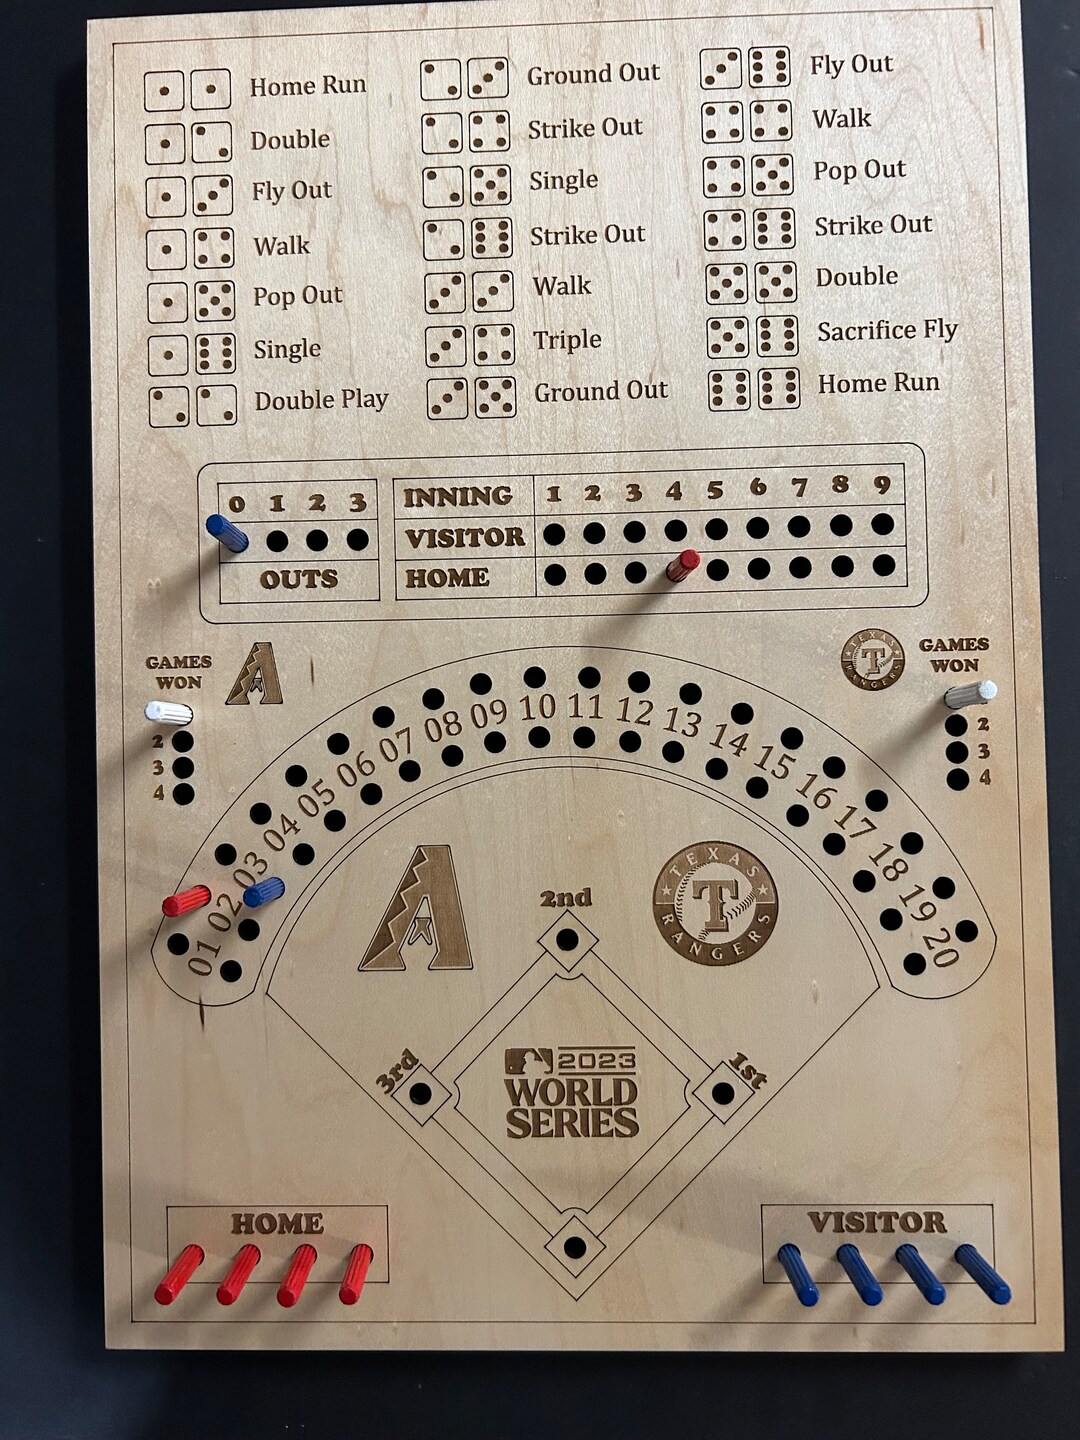 Home Run
Double
Fly Out
Walk
Pop Out
Single
Double Play
Ground Out
Strike Out
Single
Strike Out
Walk
Triple
Ground Out
Fly Out
Walk
Pop Out
Strike Out
Double
Sacrifice Fly
Home Run
0 1 2 3
OUTS
INNING 1 2 3 4 5 6 7 8 9
VISITOR
HOME
GAMES
WON
2
3
4
A
TEXAS
T
RANGERS
GAMES
WON
2
3
4
01 02 03 04 05 06 07 08 09 10 11 12 13 14 15 16 17 18 19 20
A
TEXAS
T
RANGERS
2nd
3rd
1st
2023
WORLD
SERIES
HOME
VISITOR